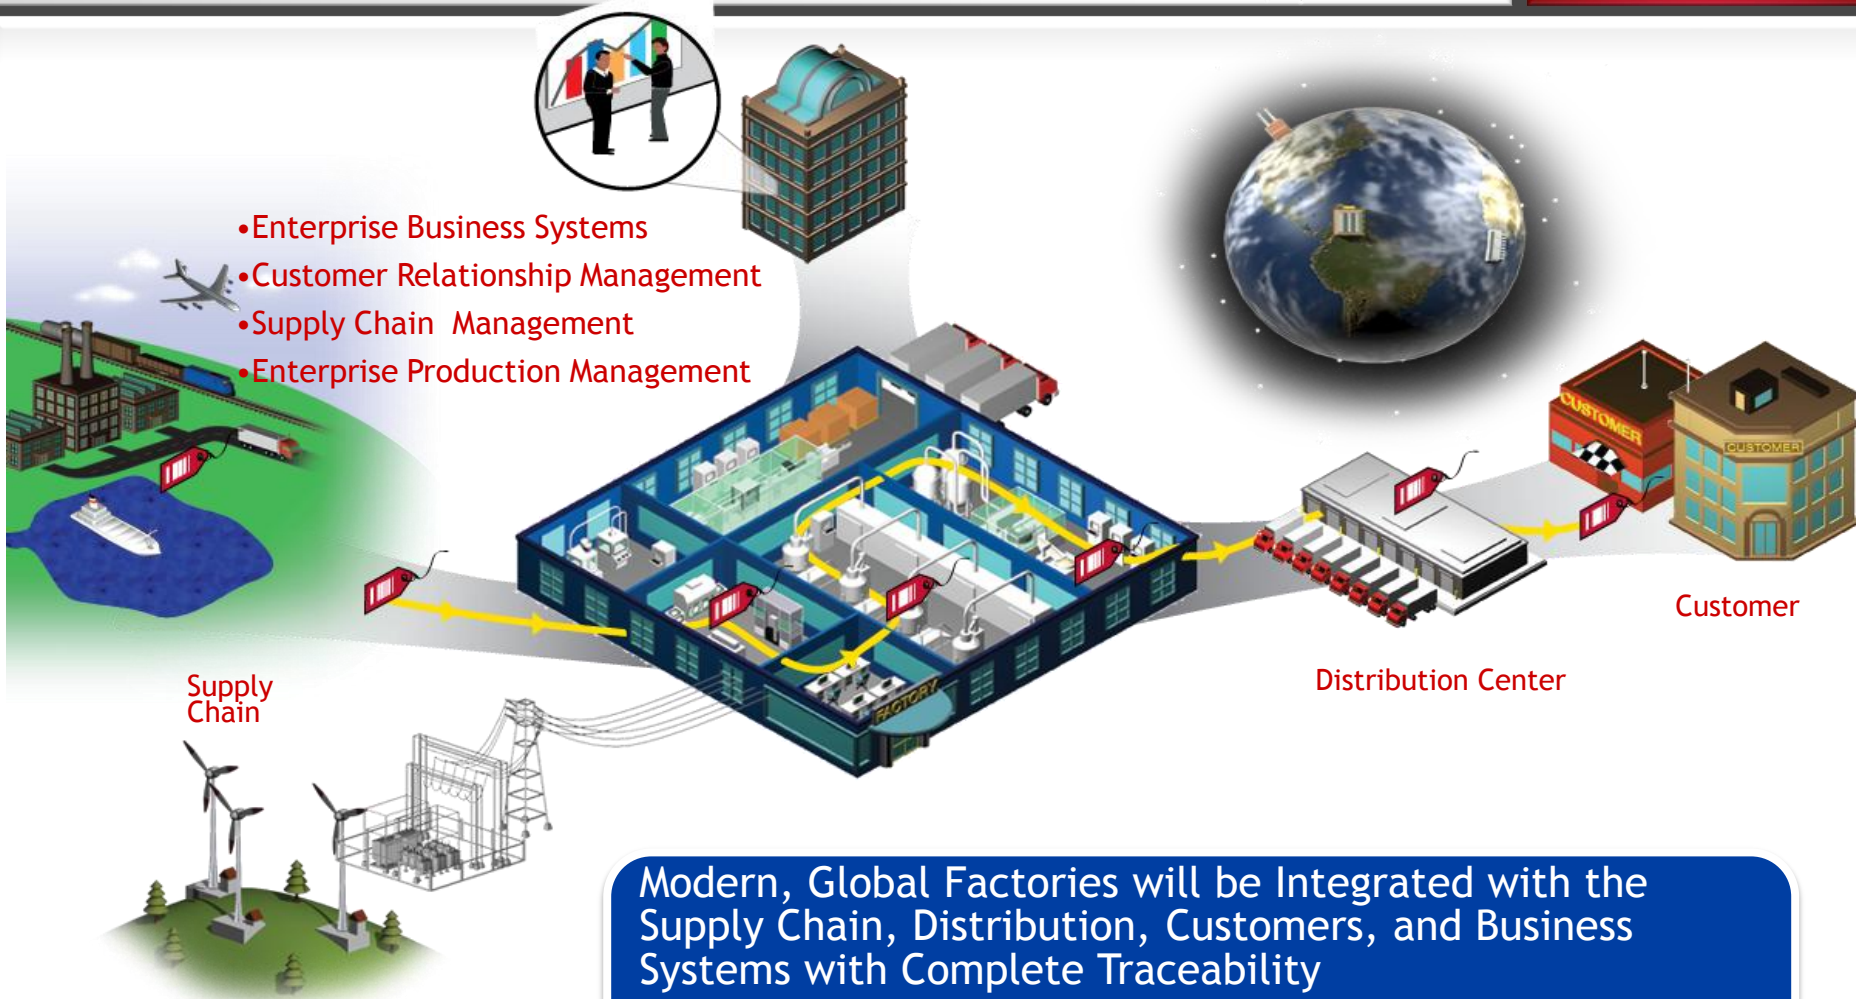 •Enterprise Business Systems
•Customer Relationship Management
•Supply Chain  Management
•Enterprise Production Management
CUSTOMER
CUSTOMER
Customer
Distribution Center
Supply
Chain
FACTORY
Modern, Global Factories will be Integrated with the
Supply Chain, Distribution, Customers, and Business
Systems with Complete Traceability